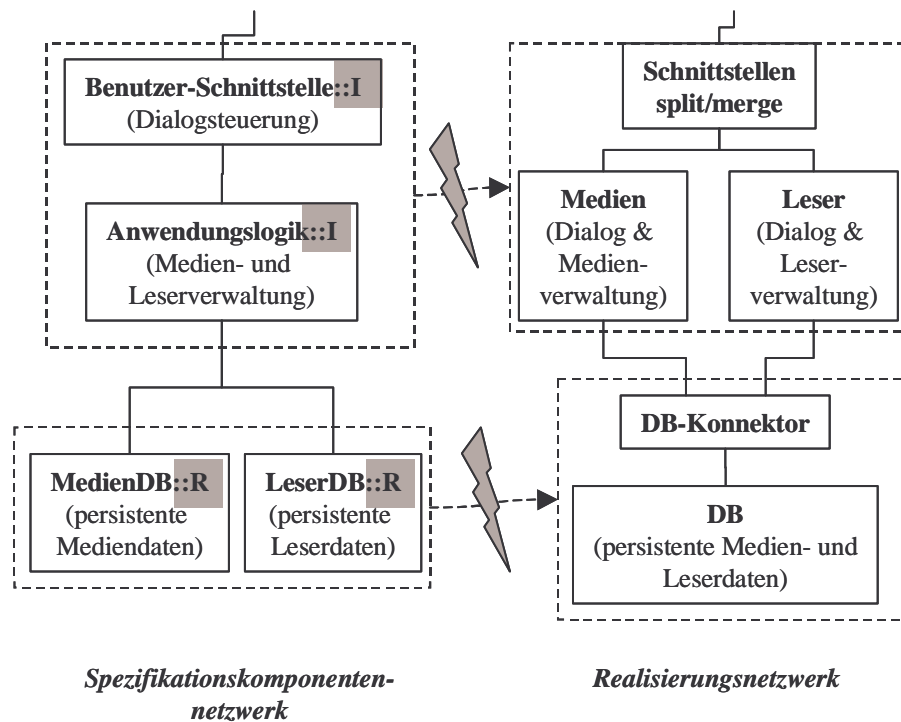 Benutzer-Schnittstelle::I
(Dialogsteuerung)
Anwendungslogik::I
(Medien- und
Leserverwaltung)
MedienDB::R
(persistente
Mediendaten)
LeserDB::R
(persistente
Leserdaten)
Spezifikationskomponenten-
netzwerk
Schnittstellen
split/merge
Medien
(Dialog &
Medien-
verwaltung)
Leser
(Dialog &
Leser-
verwaltung)
DB-Konnektor
DB
(persistente Medien- und
Leserdaten)
Realisierungsnetzwerk